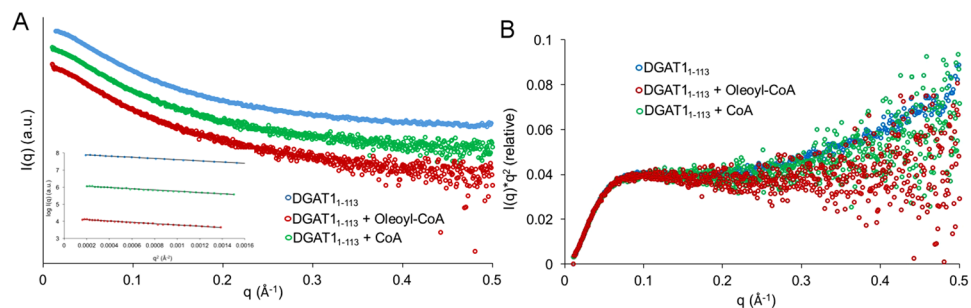 A
I(q) (a.u.)
8
7
6
5
4
3
log I(q) (a.u.)
0
0.0002
0.0004
0.0006
0.0008
0.001
0.0012
0.0014
0.0016
q² (Å⁻²)
DGAT1₁₋₁₁₃
DGAT1₁₋₁₁₃ + Oleoyl-CoA
DGAT1₁₋₁₁₃ + CoA
0
0.1
0.2
0.3
0.4
0.5
q (Å⁻¹)
B
I(q)*q² (relative)
0.1
0.08
0.06
0.04
0.02
0
DGAT1₁₋₁₁₃
DGAT1₁₋₁₁₃ + Oleoyl-CoA
DGAT1₁₋₁₁₃ + CoA
0
0.1
0.2
0.3
0.4
0.5
q (Å⁻¹)